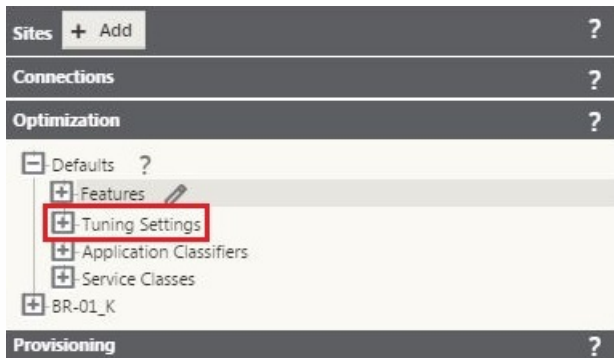 Sites + Add ?
Connections ?
Optimization ?
Defaults ?
Features
Tuning Settings
Application Classifiers
Service Classes
BR-01_K
Provisioning ?